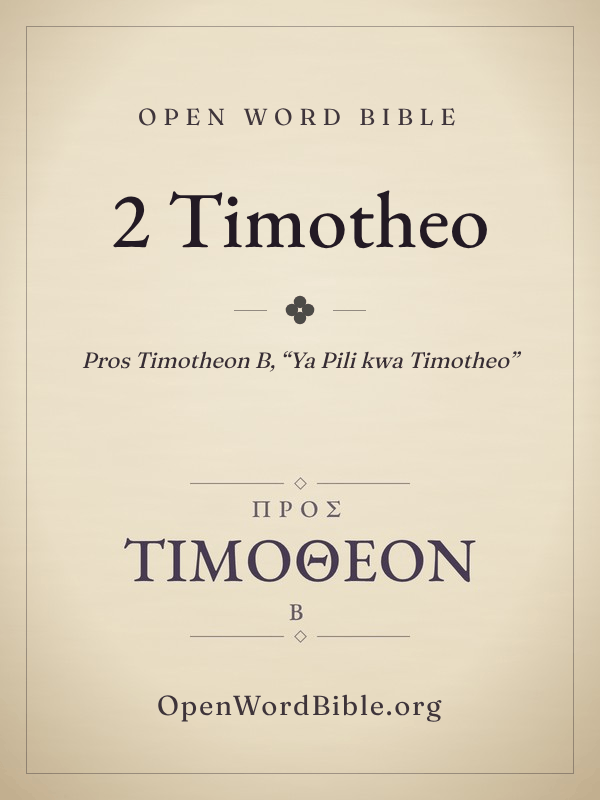 OPEN WORD BIBLE
2 Timotheo
Pros Timotheon B, “Ya Pili kwa Timotheo”
ΠΡΟΣ
ΤΙΜΟΘΕΟΝ
Β
OpenWordBible.org